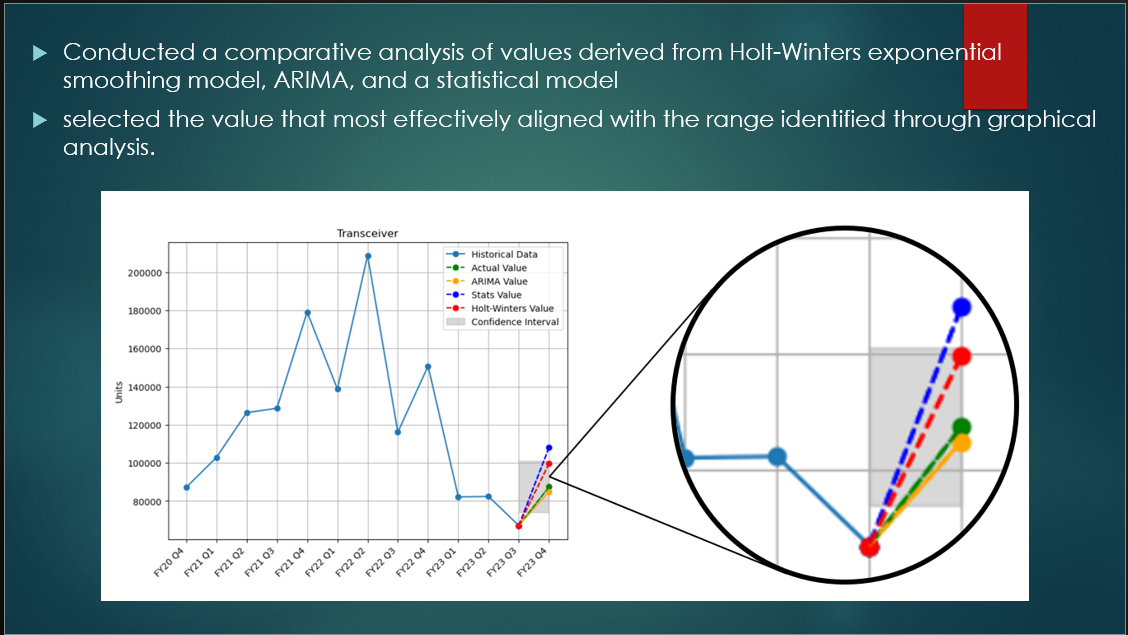 Conducted a comparative analysis of values derived from Holt-Winters exponential
smoothing model, ARIMA, and a statistical model
selected the value that most effectively aligned with the range identified through graphical
analysis.
Transceiver
Historical Data
Actual Value
ARIMA Value
Stats Value
Holt-Winters Value
Confidence Interval
Units
200000
180000
160000
140000
120000
100000
80000
FY20 Q4
FY21 Q1
FY21 Q2
FY21 Q3
FY21 Q4
FY22 Q1
FY22 Q2
FY22 Q3
FY22 Q4
FY23 Q1
FY23 Q2
FY23 Q3
FY23 Q4